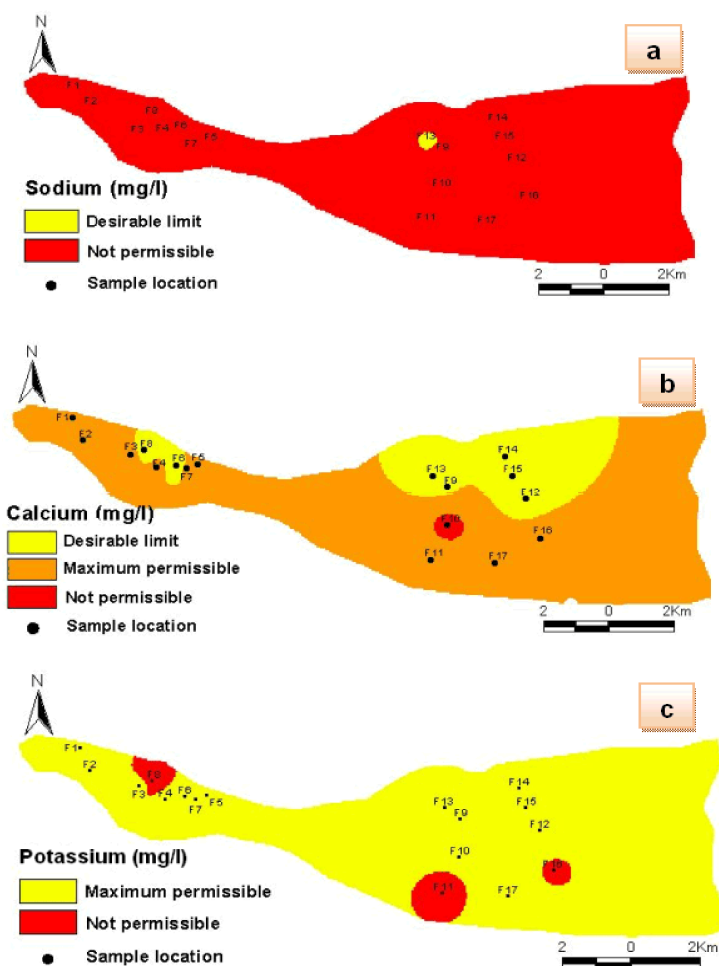 N
a
F1
F2
F8
F3
F4
F6
F7
F5
F13
F9
F14
F15
F12
F10
F16
F11
F17
Sodium (mg/l)
Desirable limit
Not permissible
Sample location
2 0 2Km
N
b
F1
F2
F3
F8
F4
F6
F7
F5
F13
F9
F14
F15
F12
F10
F16
F11
F17
Calcium (mg/l)
Desirable limit
Maximum permissible
Not permissible
Sample location
2 0 2Km
N
c
F1
F2
F8
F3
F4
F6
F7
F5
F13
F9
F14
F15
F12
F10
F16
F11
F17
Potassium (mg/l)
Maximum permissible
Not permissible
Sample location
2 0 2Km